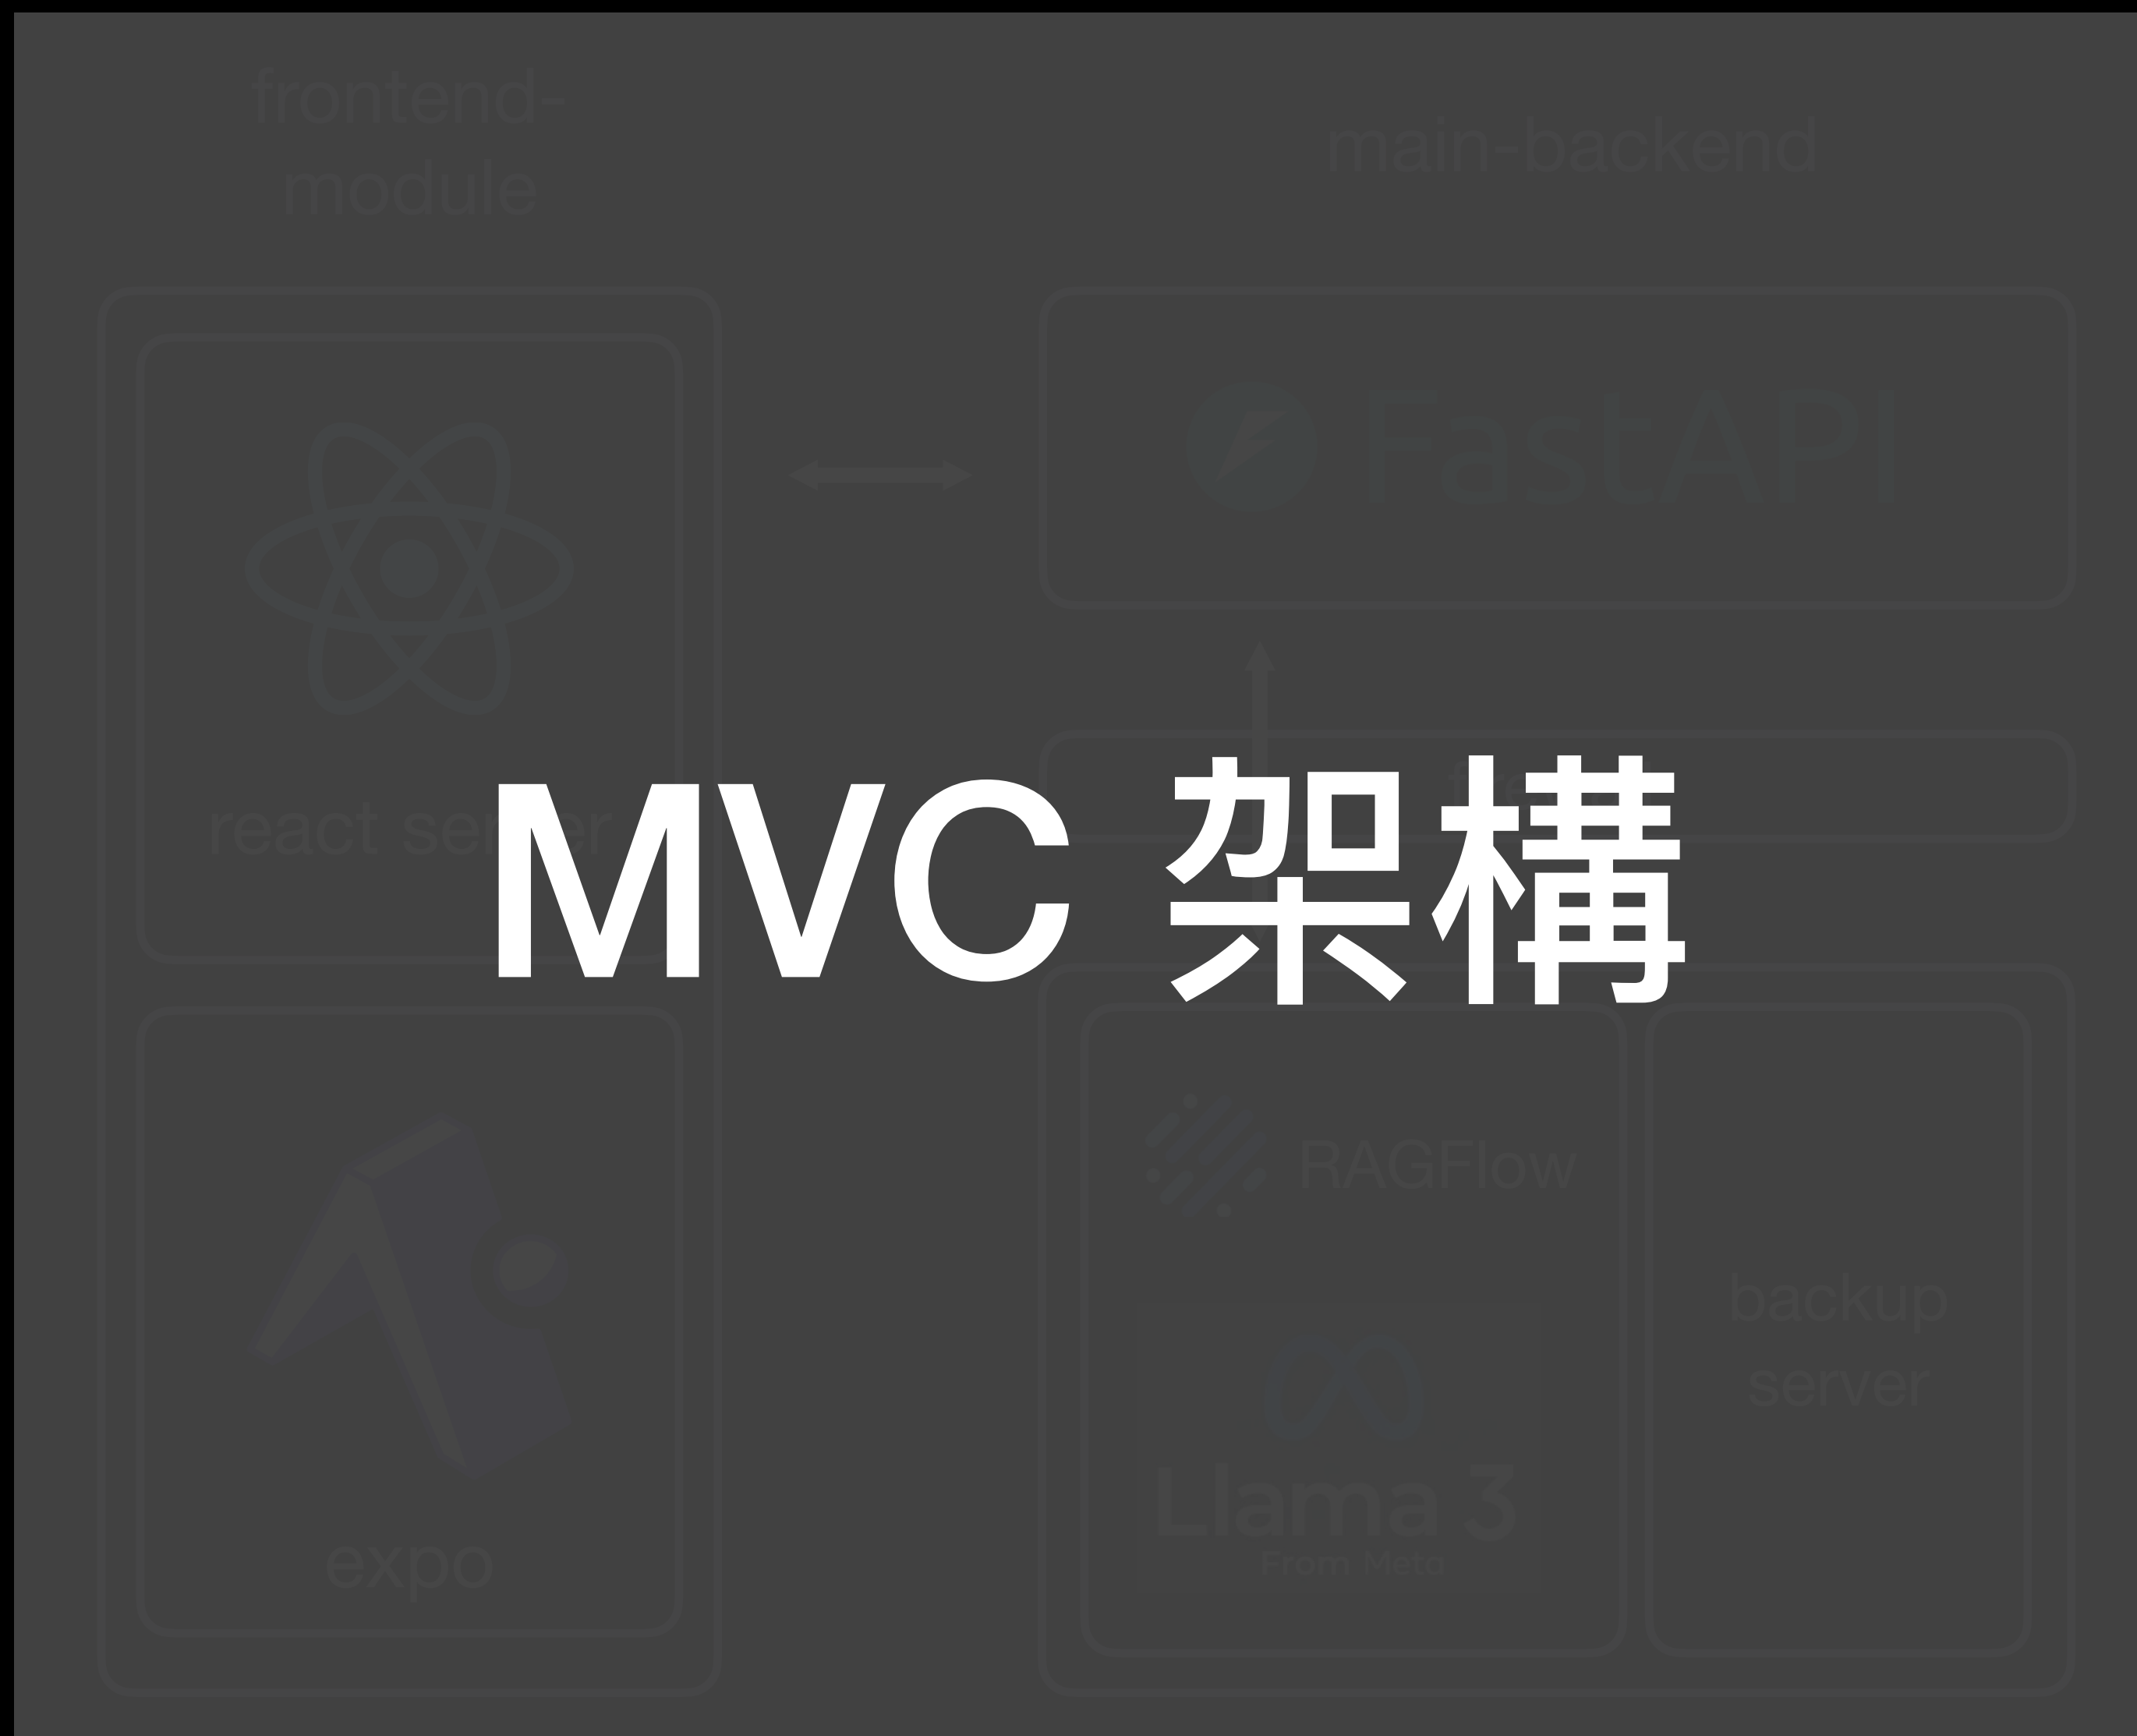 frontend-
module
main-backend
FastAPI
react server
MVC 架構
RAGFlow
backup
server
Llama 3
From Meta
expo